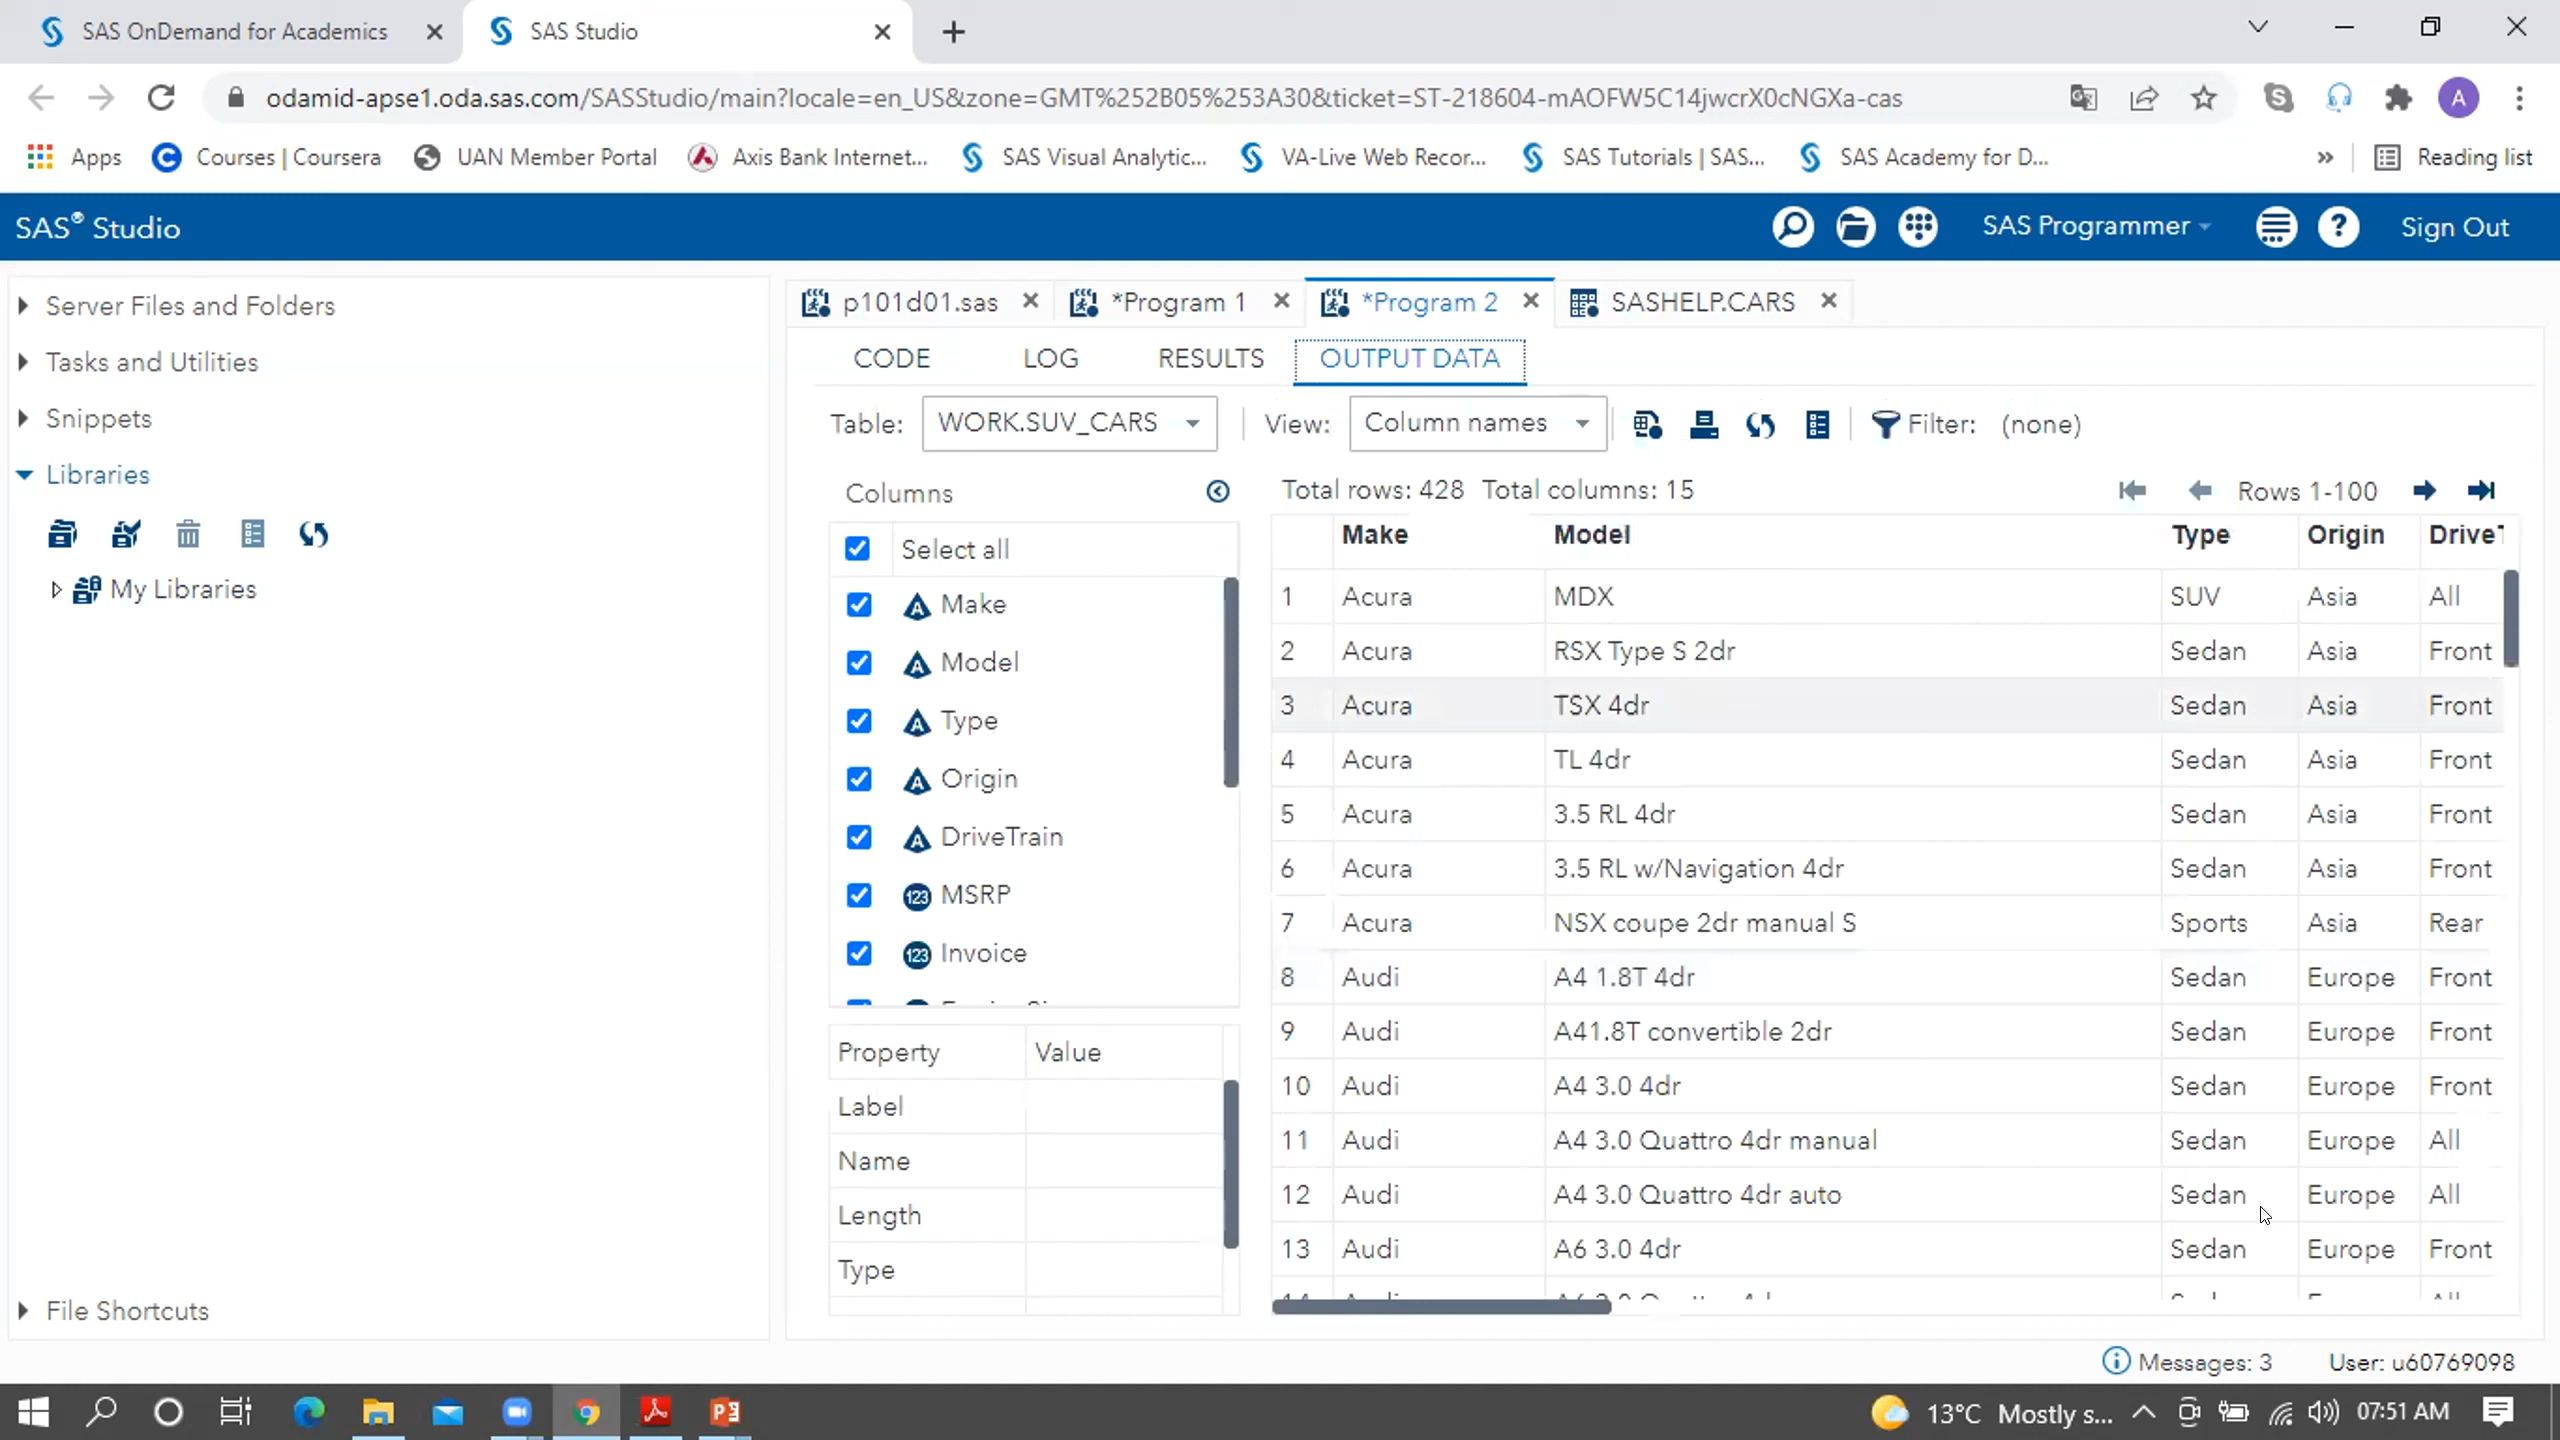 SAS OnDemand for Academics
SAS Studio
odamid-apse1.oda.sas.com/SASStudio/main?locale=en_US&zone=GMT%252B05%253A30&ticket=ST-218604-mAOFW5C14jwcrX0cNGXa-cas
A
Apps
Courses | Coursera
UAN Member Portal
Axis Bank Internet...
SAS Visual Analytic...
VA-Live Web Recor...
SAS Tutorials | SAS...
SAS Academy for D...
Reading list
SAS® Studio
SAS Programmer
Sign Out
Server Files and Folders
Tasks and Utilities
Snippets
Libraries
My Libraries
File Shortcuts
p101d01.sas
*Program 1
*Program 2
SASHELP.CARS
CODE LOG RESULTS OUTPUT DATA
Table: WORK.SUV_CARS View: Column names Filter: (none)
Columns
Select all
Make
Model
Type
Origin
DriveTrain
MSRP
Invoice
Property Value
Label
Name
Length
Type
Total rows: 428 Total columns: 15 Rows 1-100
Make Model Type Origin DriveT
1 Acura MDX SUV Asia All
2 Acura RSX Type S 2dr Sedan Asia Front
3 Acura TSX 4dr Sedan Asia Front
4 Acura TL 4dr Sedan Asia Front
5 Acura 3.5 RL 4dr Sedan Asia Front
6 Acura 3.5 RL w/Navigation 4dr Sedan Asia Front
7 Acura NSX coupe 2dr manual S Sports Asia Rear
8 Audi A4 1.8T 4dr Sedan Europe Front
9 Audi A41.8T convertible 2dr Sedan Europe Front
10 Audi A4 3.0 4dr Sedan Europe Front
11 Audi A4 3.0 Quattro 4dr manual Sedan Europe All
12 Audi A4 3.0 Quattro 4dr auto Sedan Europe All
13 Audi A6 3.0 4dr Sedan Europe Front
Messages: 3 User: u60769098
13°C Mostly s... 07:51 AM